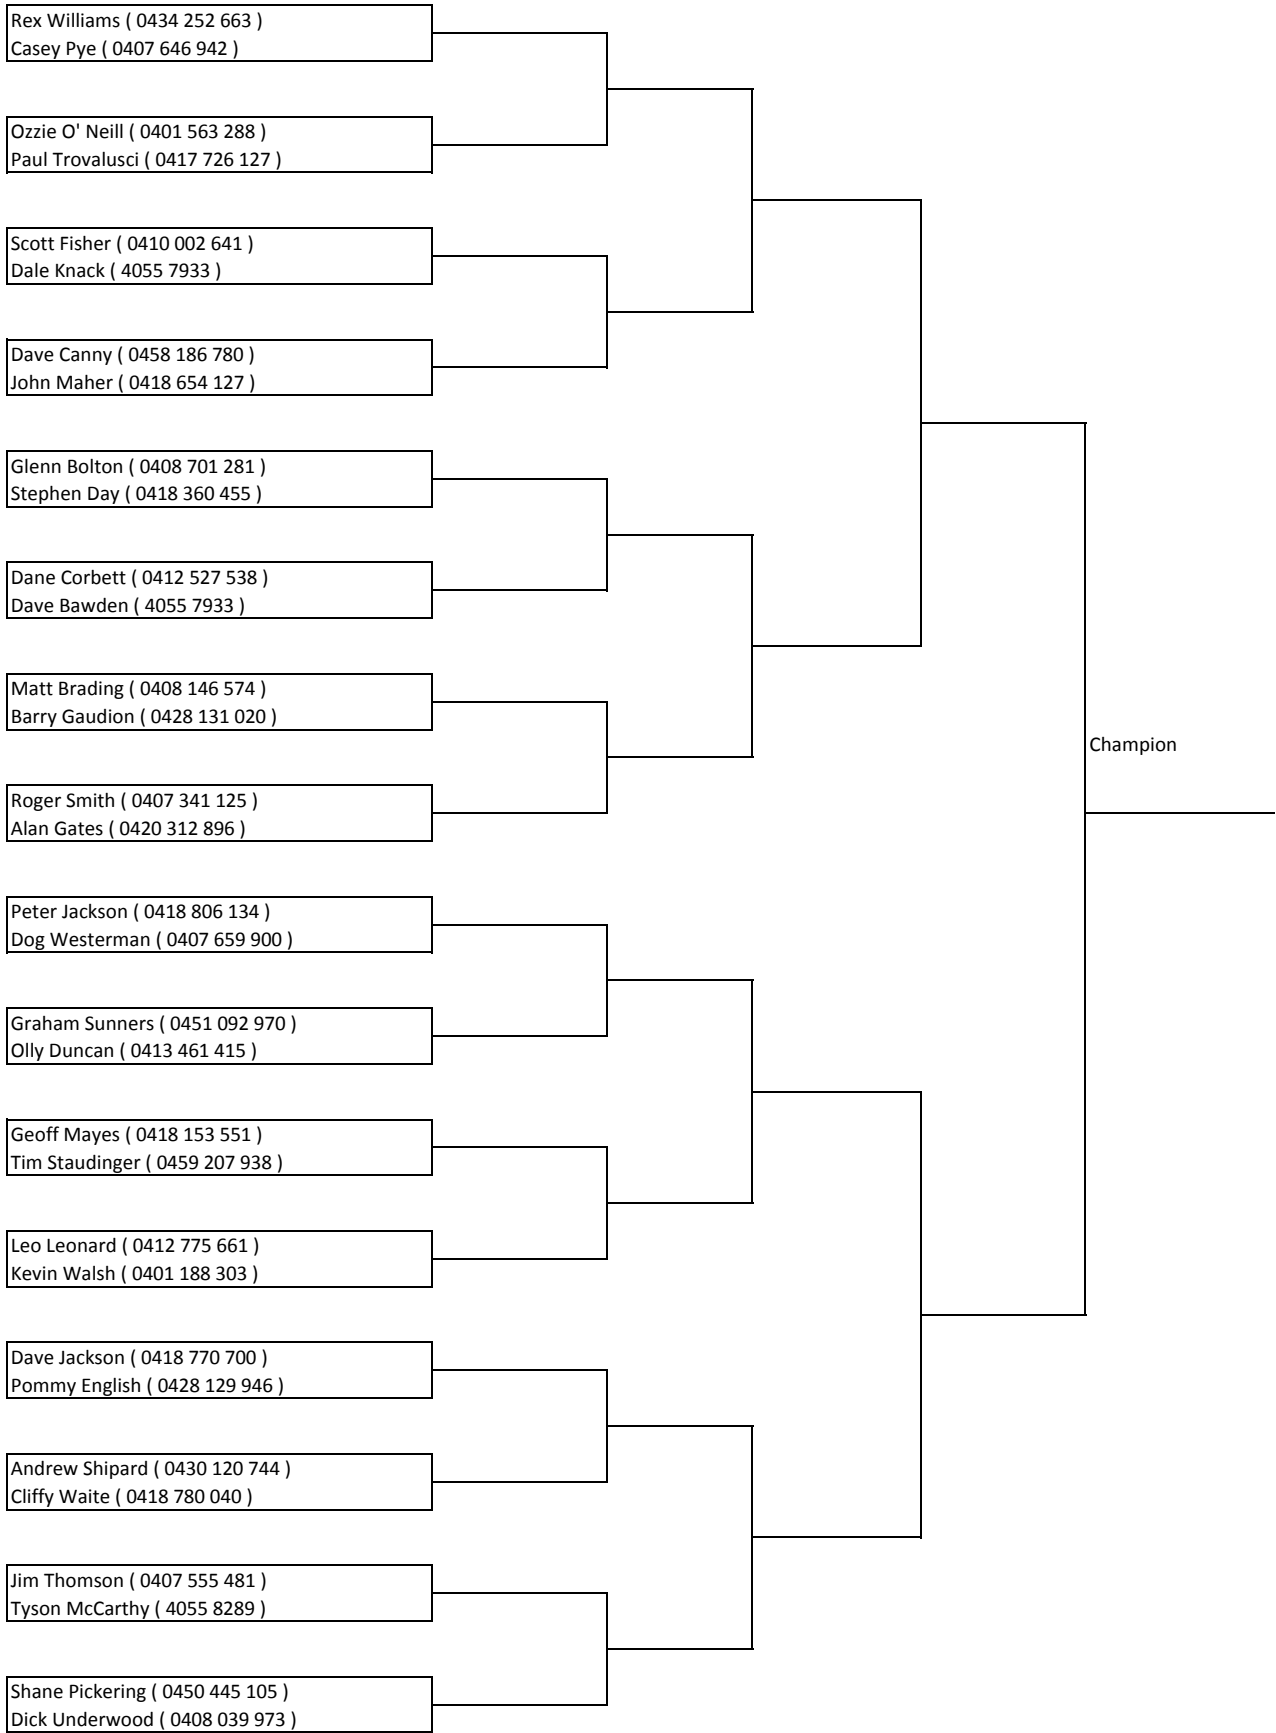 Rex Williams ( 0434 252 663 )
Casey Pye ( 0407 646 942 )
Ozzie O' Neill ( 0401 563 288 )
Paul Trovalusci ( 0417 726 127 )
Scott Fisher ( 0410 002 641 )
Dale Knack ( 4055 7933 )
Dave Canny ( 0458 186 780 )
John Maher ( 0418 654 127 )
Glenn Bolton ( 0408 701 281 )
Stephen Day ( 0418 360 455 )
Dane Corbett ( 0412 527 538 )
Dave Bawden ( 4055 7933 )
Matt Brading ( 0408 146 574 )
Barry Gaudion ( 0428 131 020 )
Champion
Roger Smith ( 0407 341 125 )
Alan Gates ( 0420 312 896 )
Peter Jackson ( 0418 806 134 )
Dog Westerman ( 0407 659 900 )
Graham Sunners ( 0451 092 970 )
Olly Duncan ( 0413 461 415 )
Geoff Mayes ( 0418 153 551 )
Tim Staudinger ( 0459 207 938 )
Leo Leonard ( 0412 775 661 )
Kevin Walsh ( 0401 188 303 )
Dave Jackson ( 0418 770 700 )
Pommy English ( 0428 129 946 )
Andrew Shipard ( 0430 120 744 )
Cliffy Waite ( 0418 780 040 )
Jim Thomson ( 0407 555 481 )
Tyson McCarthy ( 4055 8289 )
Shane Pickering ( 0450 445 105 )
Dick Underwood ( 0408 039 973 )